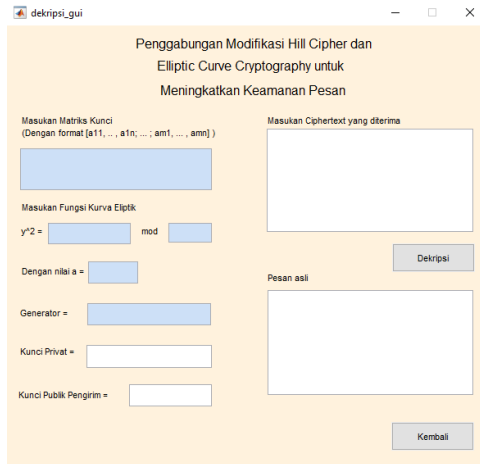 dekripsi_gui
Penggabungan Modifikasi Hill Cipher dan
Elliptic Curve Cryptography untuk
Meningkatkan Keamanan Pesan
Masukan Matriks Kunci
(Dengan format [a11, .. , a1n; ... ; am1, ... , amn] )
Masukan Fungsi Kurva Eliptik
y^2 =
mod
Dengan nilai a =
Generator =
Kunci Privat =
Kunci Publik Pengirim =
Masukan Ciphertext yang diterima
Dekripsi
Pesan asli
Kembali